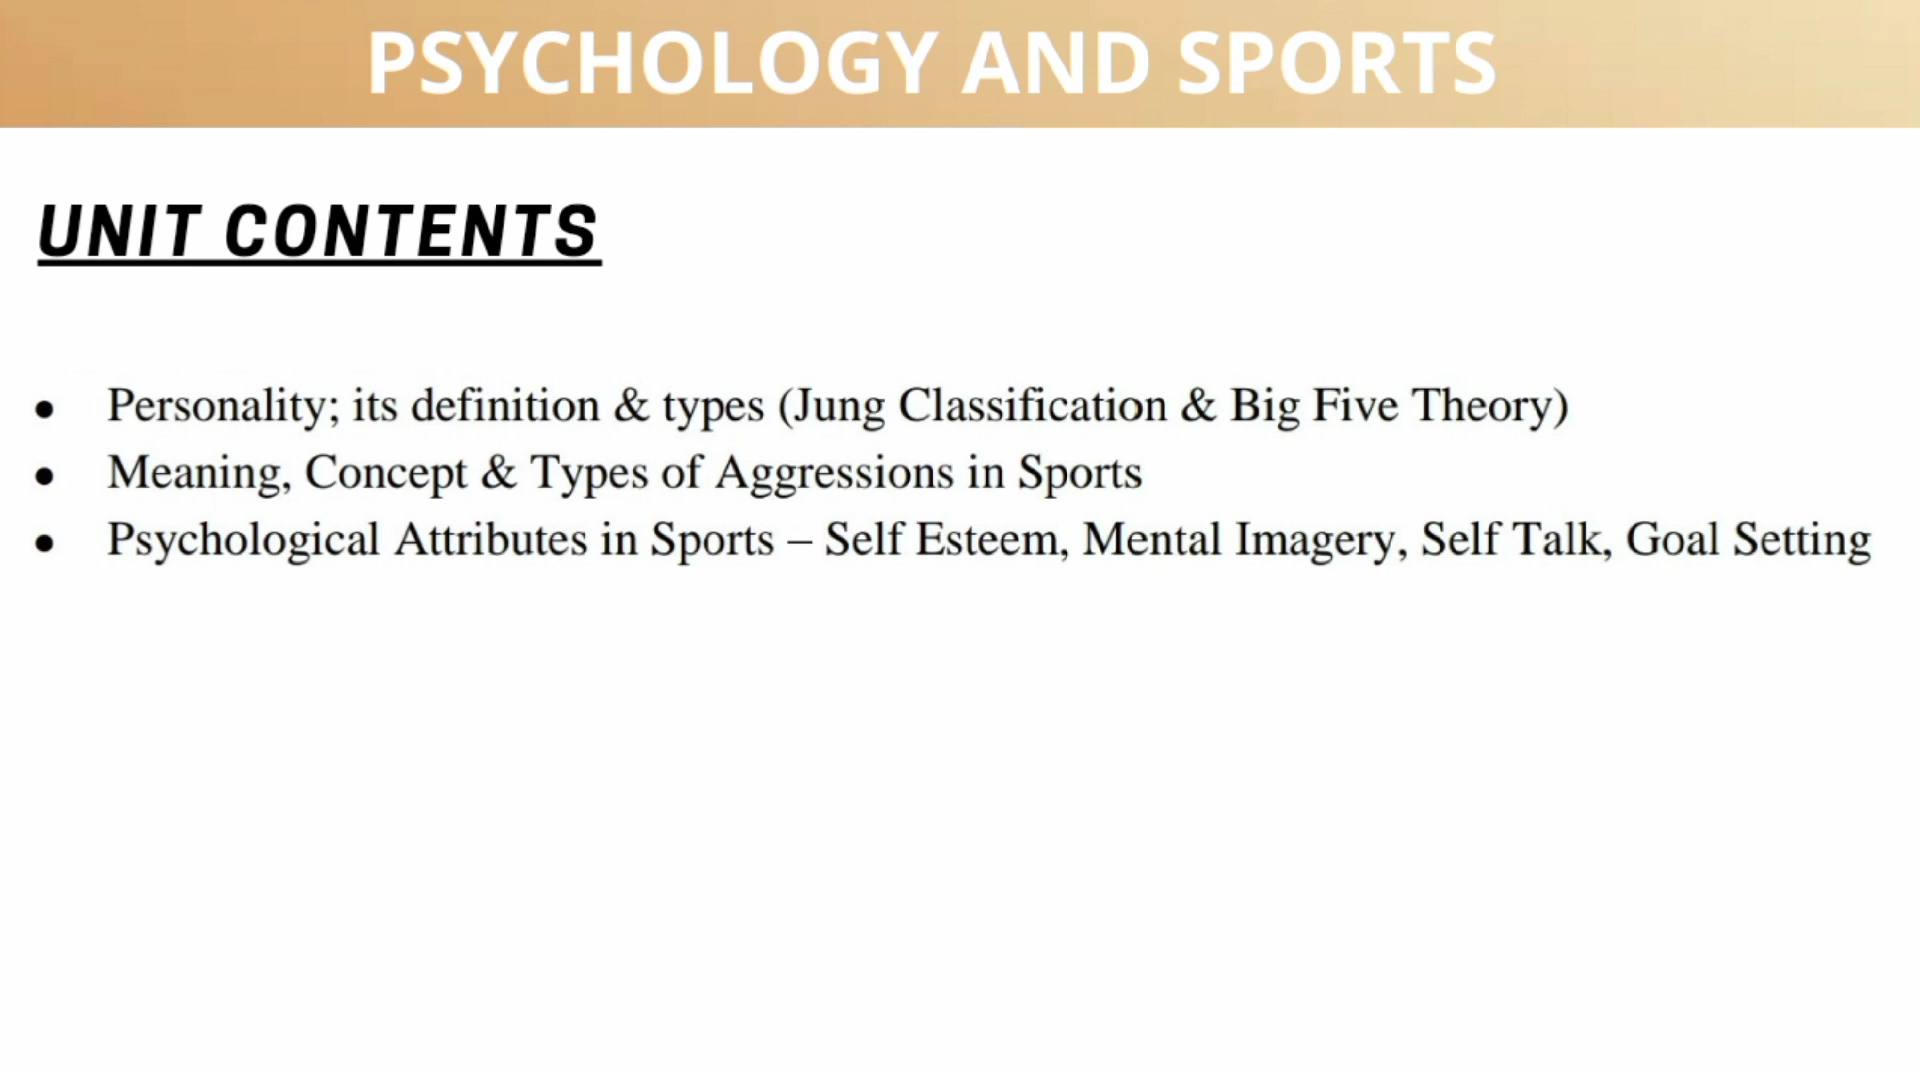 PSYCHOLOGY AND SPORTS
UNIT CONTENTS
• Personality; its definition & types (Jung Classification & Big Five Theory)
• Meaning, Concept & Types of Aggressions in Sports
• Psychological Attributes in Sports – Self Esteem, Mental Imagery, Self Talk, Goal Setting